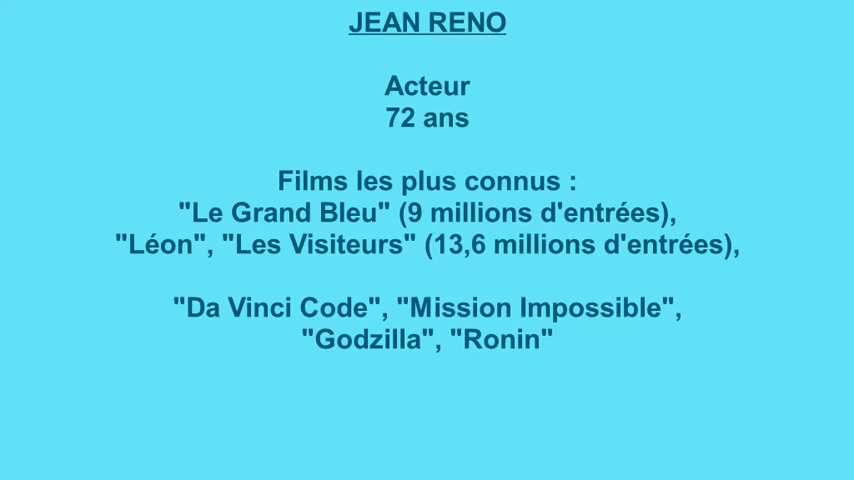 JEAN RENO
Acteur
72 ans
Films les plus connus :
"Le Grand Bleu" (9 millions d'entrées),
"Léon", "Les Visiteurs" (13,6 millions d'entrées),
"Da Vinci Code", "Mission Impossible",
"Godzilla", "Ronin"